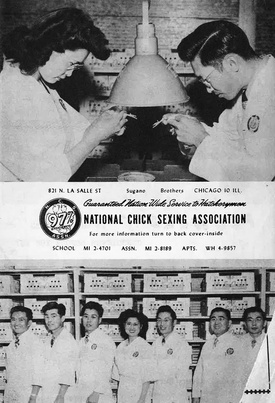 821 N. LA SALLE ST Sugano Brothers CHICAGO 10 ILL.
Guaranteed Nation Wide Service to Hatcherymen
N C S
97%
ASSN.
NATIONAL CHICK SEXING ASSOCIATION
For more information turn to back cover-inside
SCHOOL MI 2-4701 ASSN. MI 2-8189 APTS. WH 4-9857